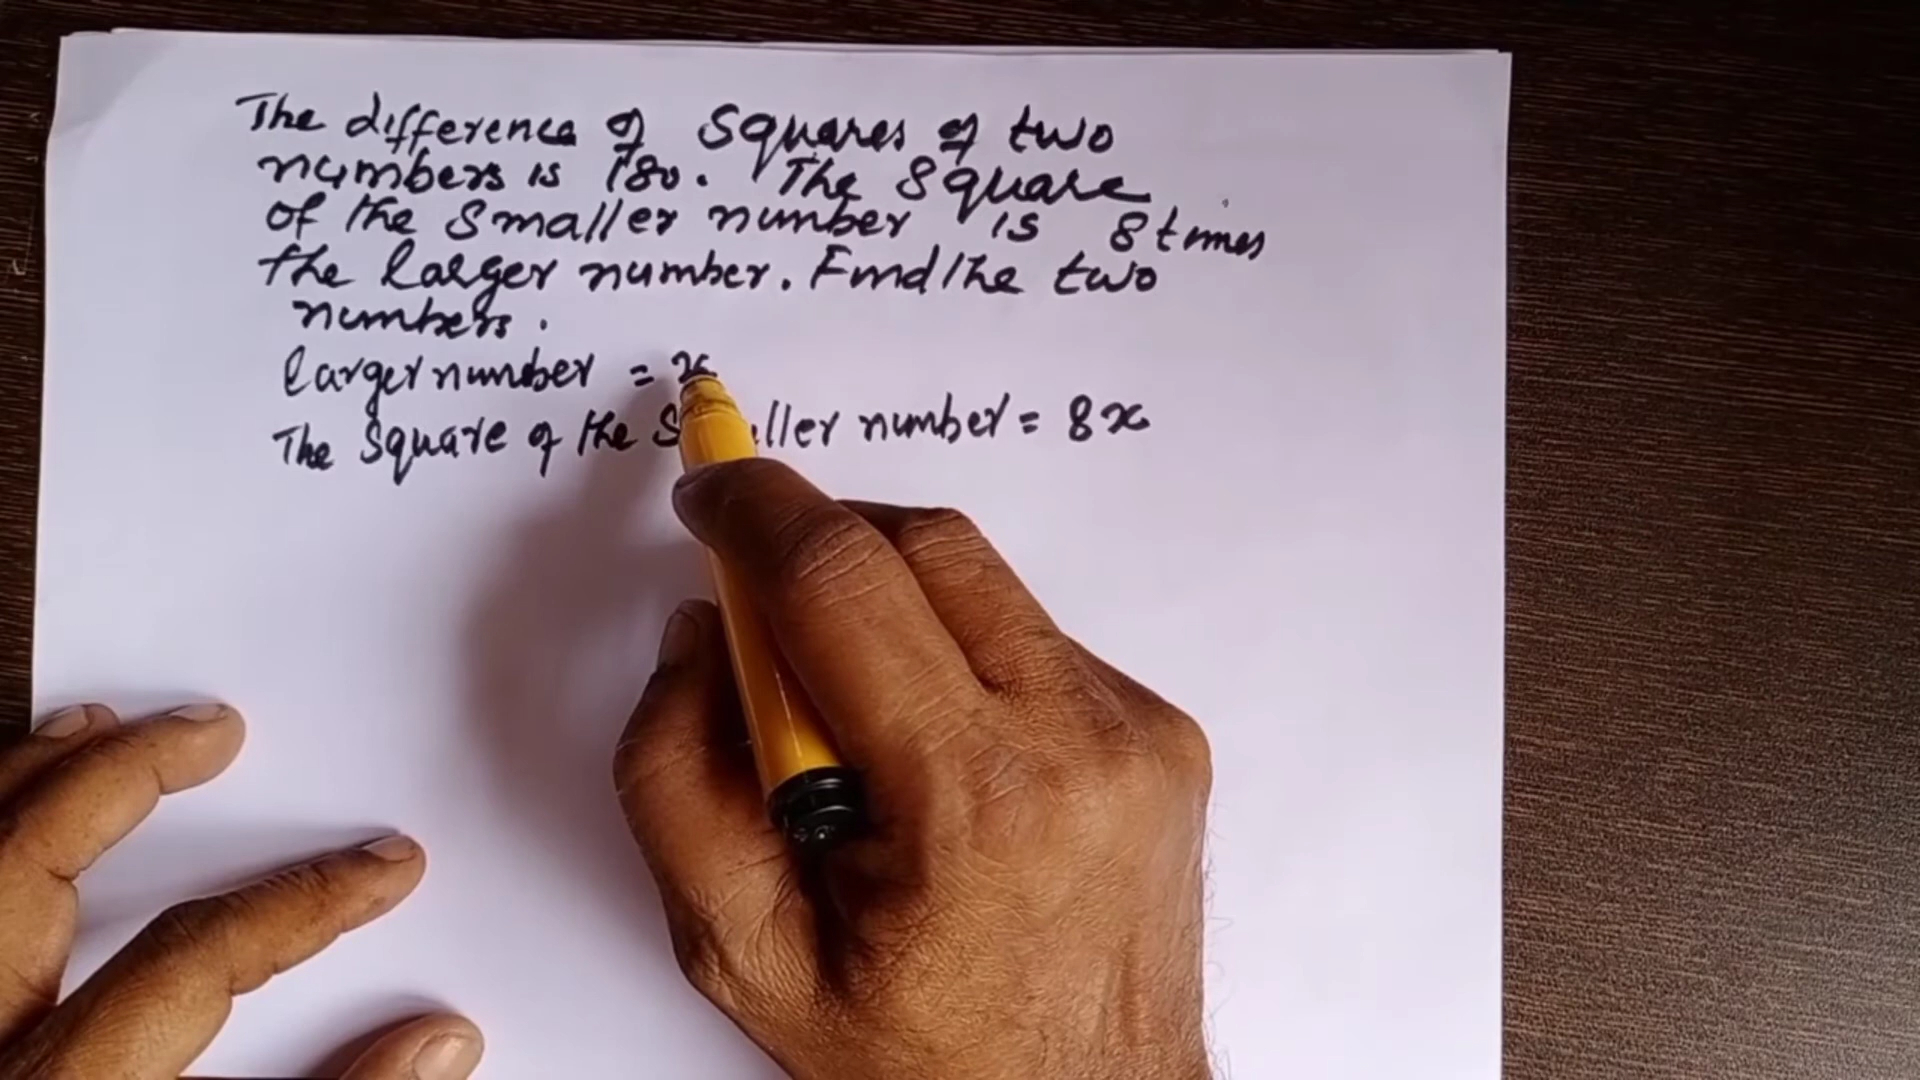 The difference of squares of two
numbers is 180. The square
of the smaller number is 8 times
the larger number. Find the two
numbers.
larger number = x
The square of the smaller number = 8x